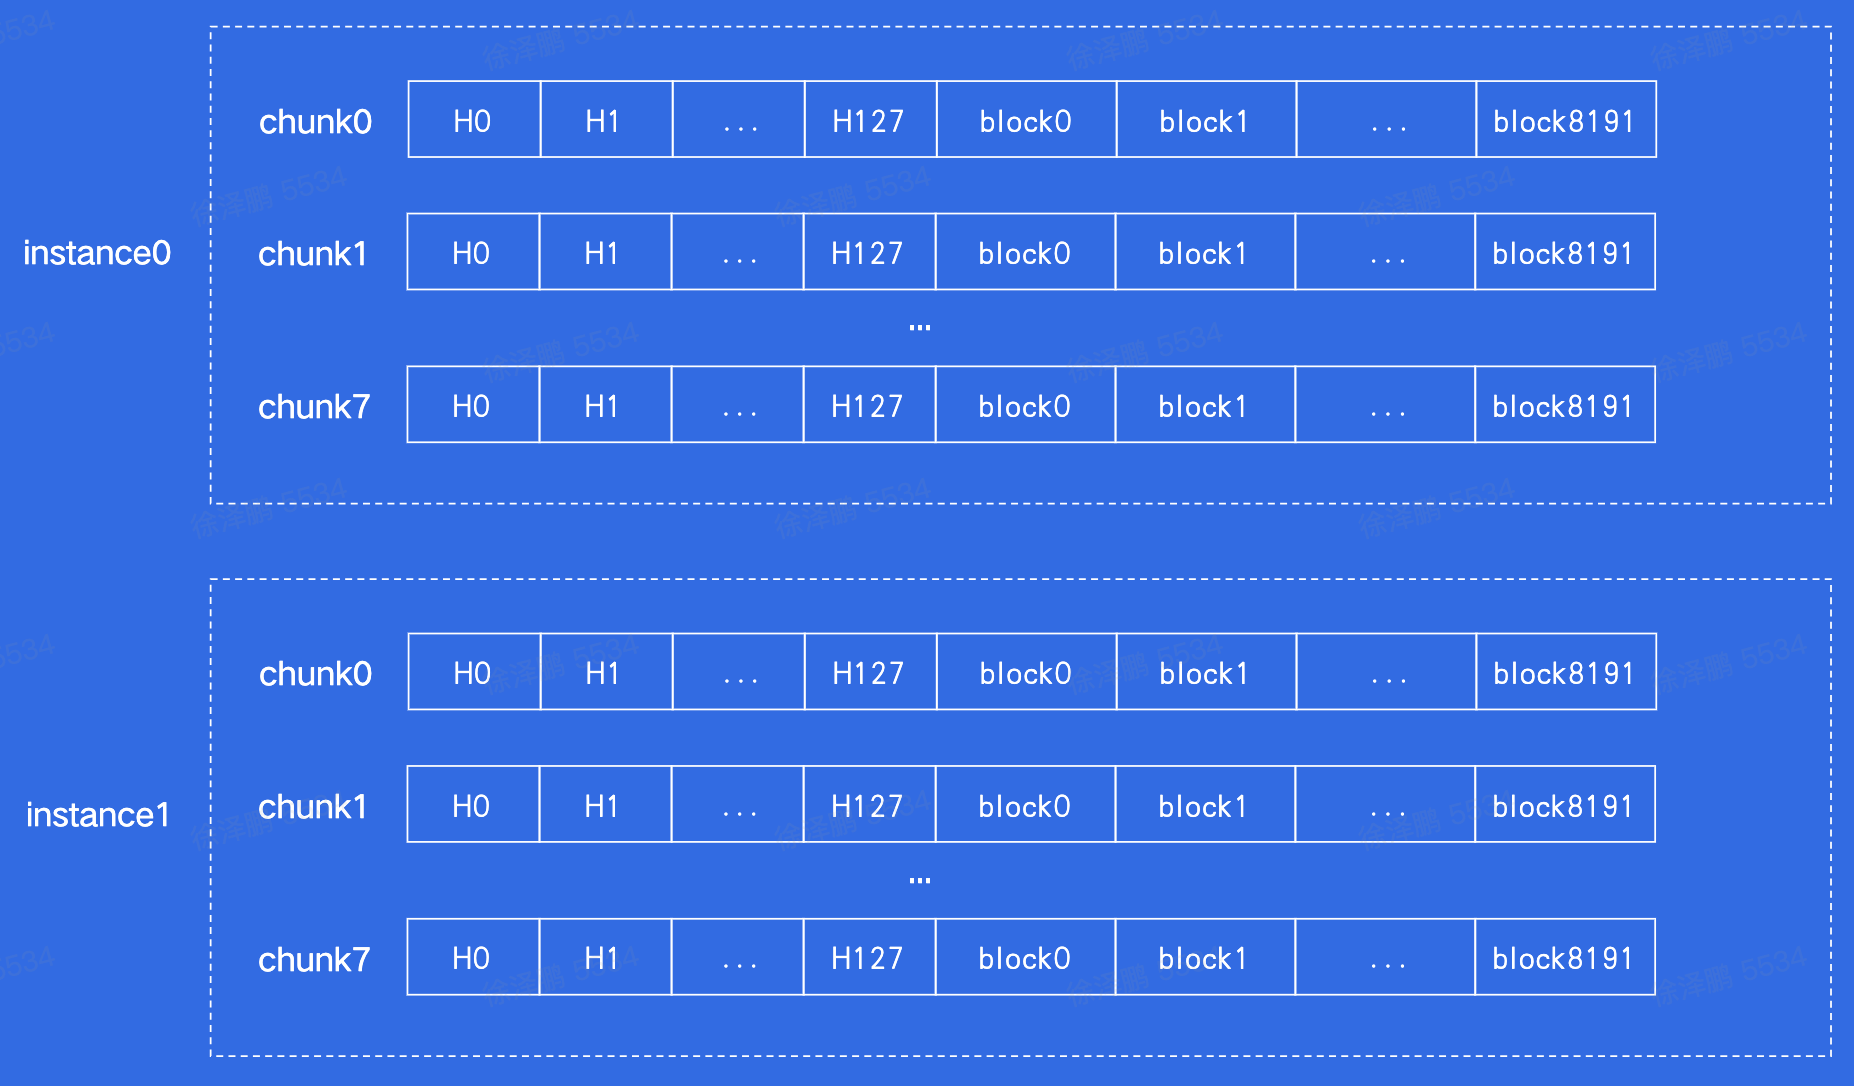 chunk0 H0 H1 ... H127 block0 block1 ... block8191
instance0
chunk1 H0 H1 ... H127 block0 block1 ... block8191
...
chunk7 H0 H1 ... H127 block0 block1 ... block8191
chunk0 H0 H1 ... H127 block0 block1 ... block8191
instance1
chunk1 H0 H1 ... H127 block0 block1 ... block8191
...
chunk7 H0 H1 ... H127 block0 block1 ... block8191
徐泽鹏 5534